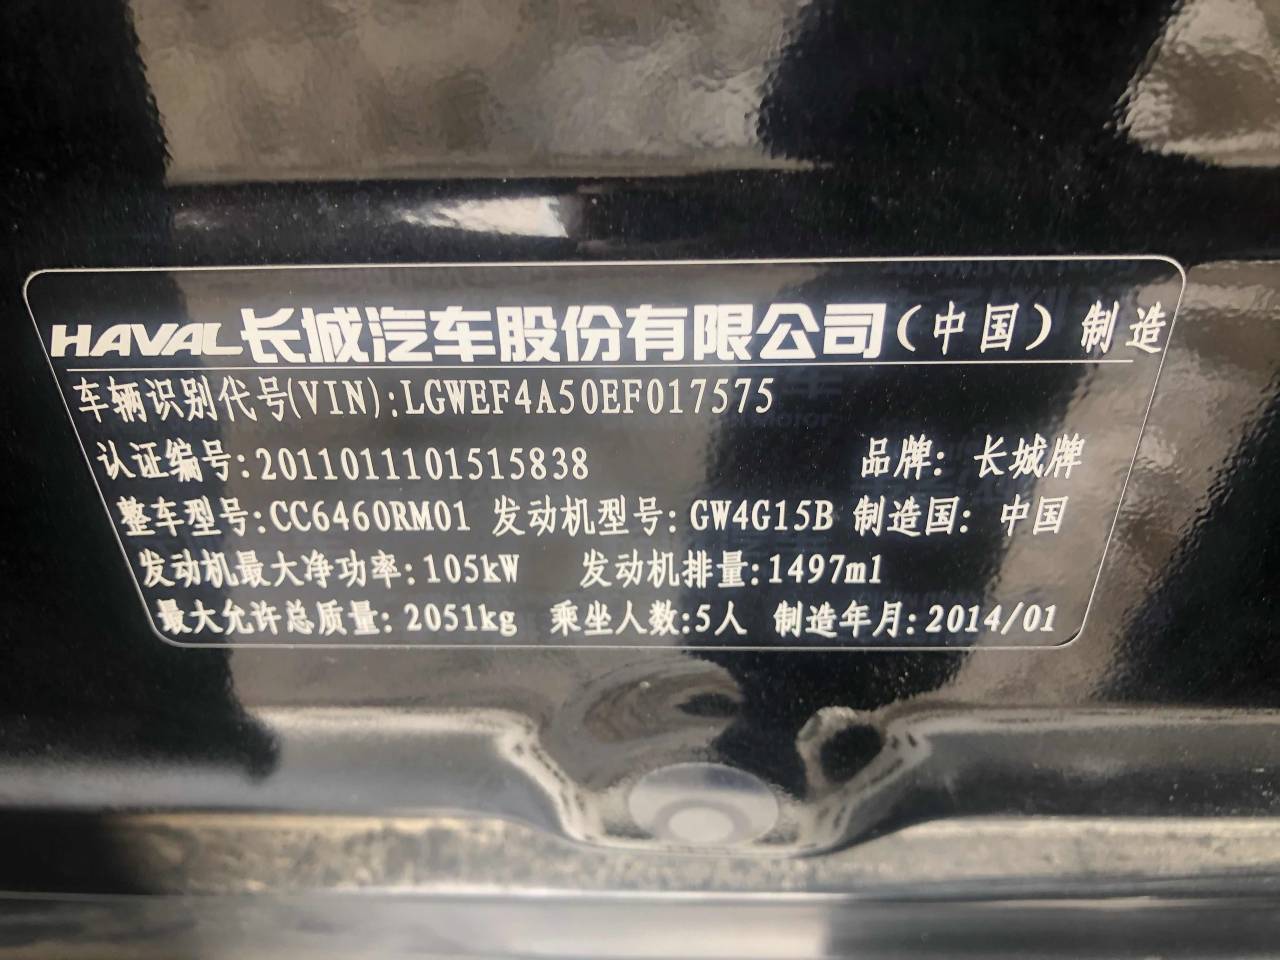 HAVAL长城汽车股份有限公司（中国）制造
车辆识别代号(VIN):LGWEF4A50EF017575
认证编号:2011011101515838 品牌: 长城牌
整车型号:CC6460RM01 发动机型号:GW4G15B 制造国: 中国
发动机最大净功率:105kW 发动机排量:1497ml
最大允许总质量: 2051kg 乘坐人数:5人 制造年月: 2014/01